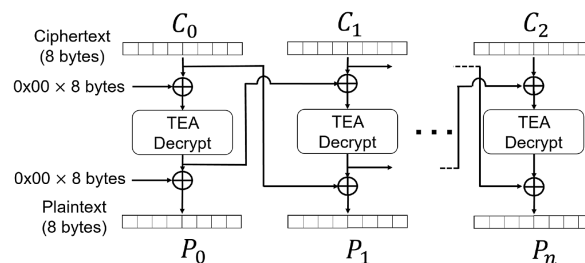 C₀ C₁ C₂
Ciphertext
(8 bytes)
0x00 × 8 bytes
TEA TEA TEA
Decrypt Decrypt ... Decrypt
0x00 × 8 bytes
Plaintext
(8 bytes)
P₀ P₁ Pₙ